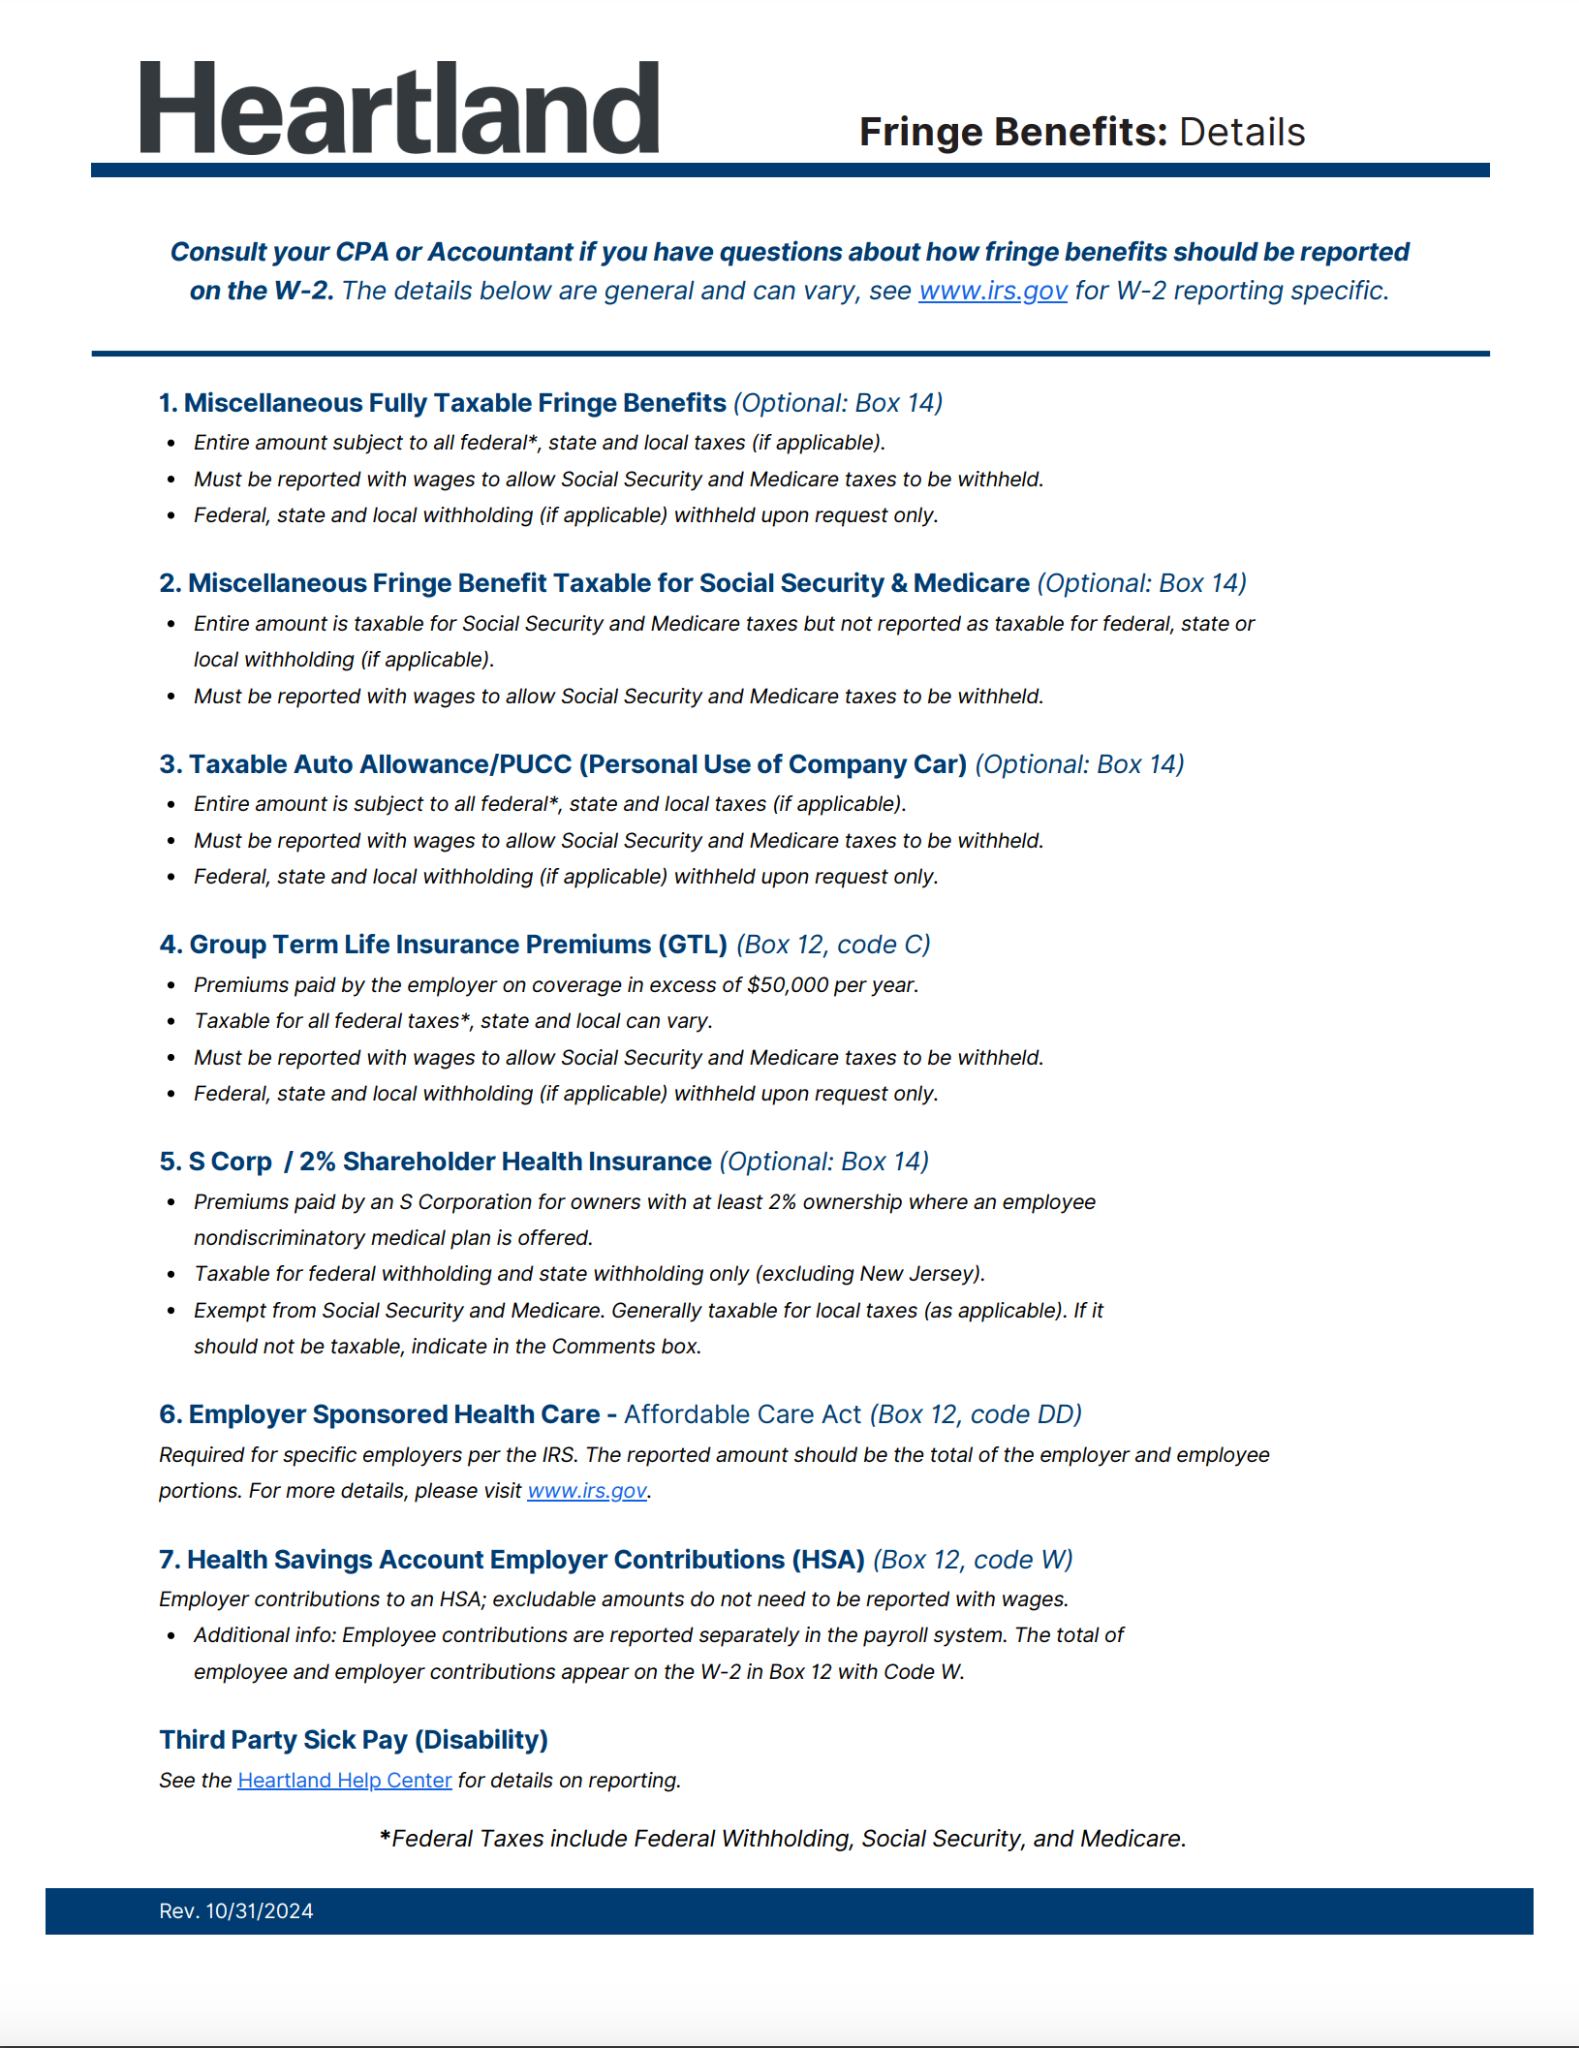 Heartland
Fringe Benefits: Details
Consult your CPA or Accountant if you have questions about how fringe benefits should be reported
on the W-2. The details below are general and can vary, see www.irs.gov for W-2 reporting specific.
1. Miscellaneous Fully Taxable Fringe Benefits (Optional: Box 14)
• Entire amount subject to all federal*, state and local taxes (if applicable).
• Must be reported with wages to allow Social Security and Medicare taxes to be withheld.
• Federal, state and local withholding (if applicable) withheld upon request only.
2. Miscellaneous Fringe Benefit Taxable for Social Security & Medicare (Optional: Box 14)
• Entire amount is taxable for Social Security and Medicare taxes but not reported as taxable for federal, state or
local withholding (if applicable).
• Must be reported with wages to allow Social Security and Medicare taxes to be withheld.
3. Taxable Auto Allowance/PUCC (Personal Use of Company Car) (Optional: Box 14)
• Entire amount is subject to all federal*, state and local taxes (if applicable).
• Must be reported with wages to allow Social Security and Medicare taxes to be withheld.
• Federal, state and local withholding (if applicable) withheld upon request only.
4. Group Term Life Insurance Premiums (GTL) (Box 12, code C)
• Premiums paid by the employer on coverage in excess of $50,000 per year.
• Taxable for all federal taxes*, state and local can vary.
• Must be reported with wages to allow Social Security and Medicare taxes to be withheld.
• Federal, state and local withholding (if applicable) withheld upon request only.
5. S Corp / 2% Shareholder Health Insurance (Optional: Box 14)
• Premiums paid by an S Corporation for owners with at least 2% ownership where an employee
nondiscriminatory medical plan is offered.
• Taxable for federal withholding and state withholding only (excluding New Jersey).
• Exempt from Social Security and Medicare. Generally taxable for local taxes (as applicable). If it
should not be taxable, indicate in the Comments box.
6. Employer Sponsored Health Care - Affordable Care Act (Box 12, code DD)
Required for specific employers per the IRS. The reported amount should be the total of the employer and employee
portions. For more details, please visit www.irs.gov.
7. Health Savings Account Employer Contributions (HSA) (Box 12, code W)
Employer contributions to an HSA; excludable amounts do not need to be reported with wages.
• Additional info: Employee contributions are reported separately in the payroll system. The total of
employee and employer contributions appear on the W-2 in Box 12 with Code W.
Third Party Sick Pay (Disability)
See the Heartland Help Center for details on reporting.
*Federal Taxes include Federal Withholding, Social Security, and Medicare.
Rev. 10/31/2024